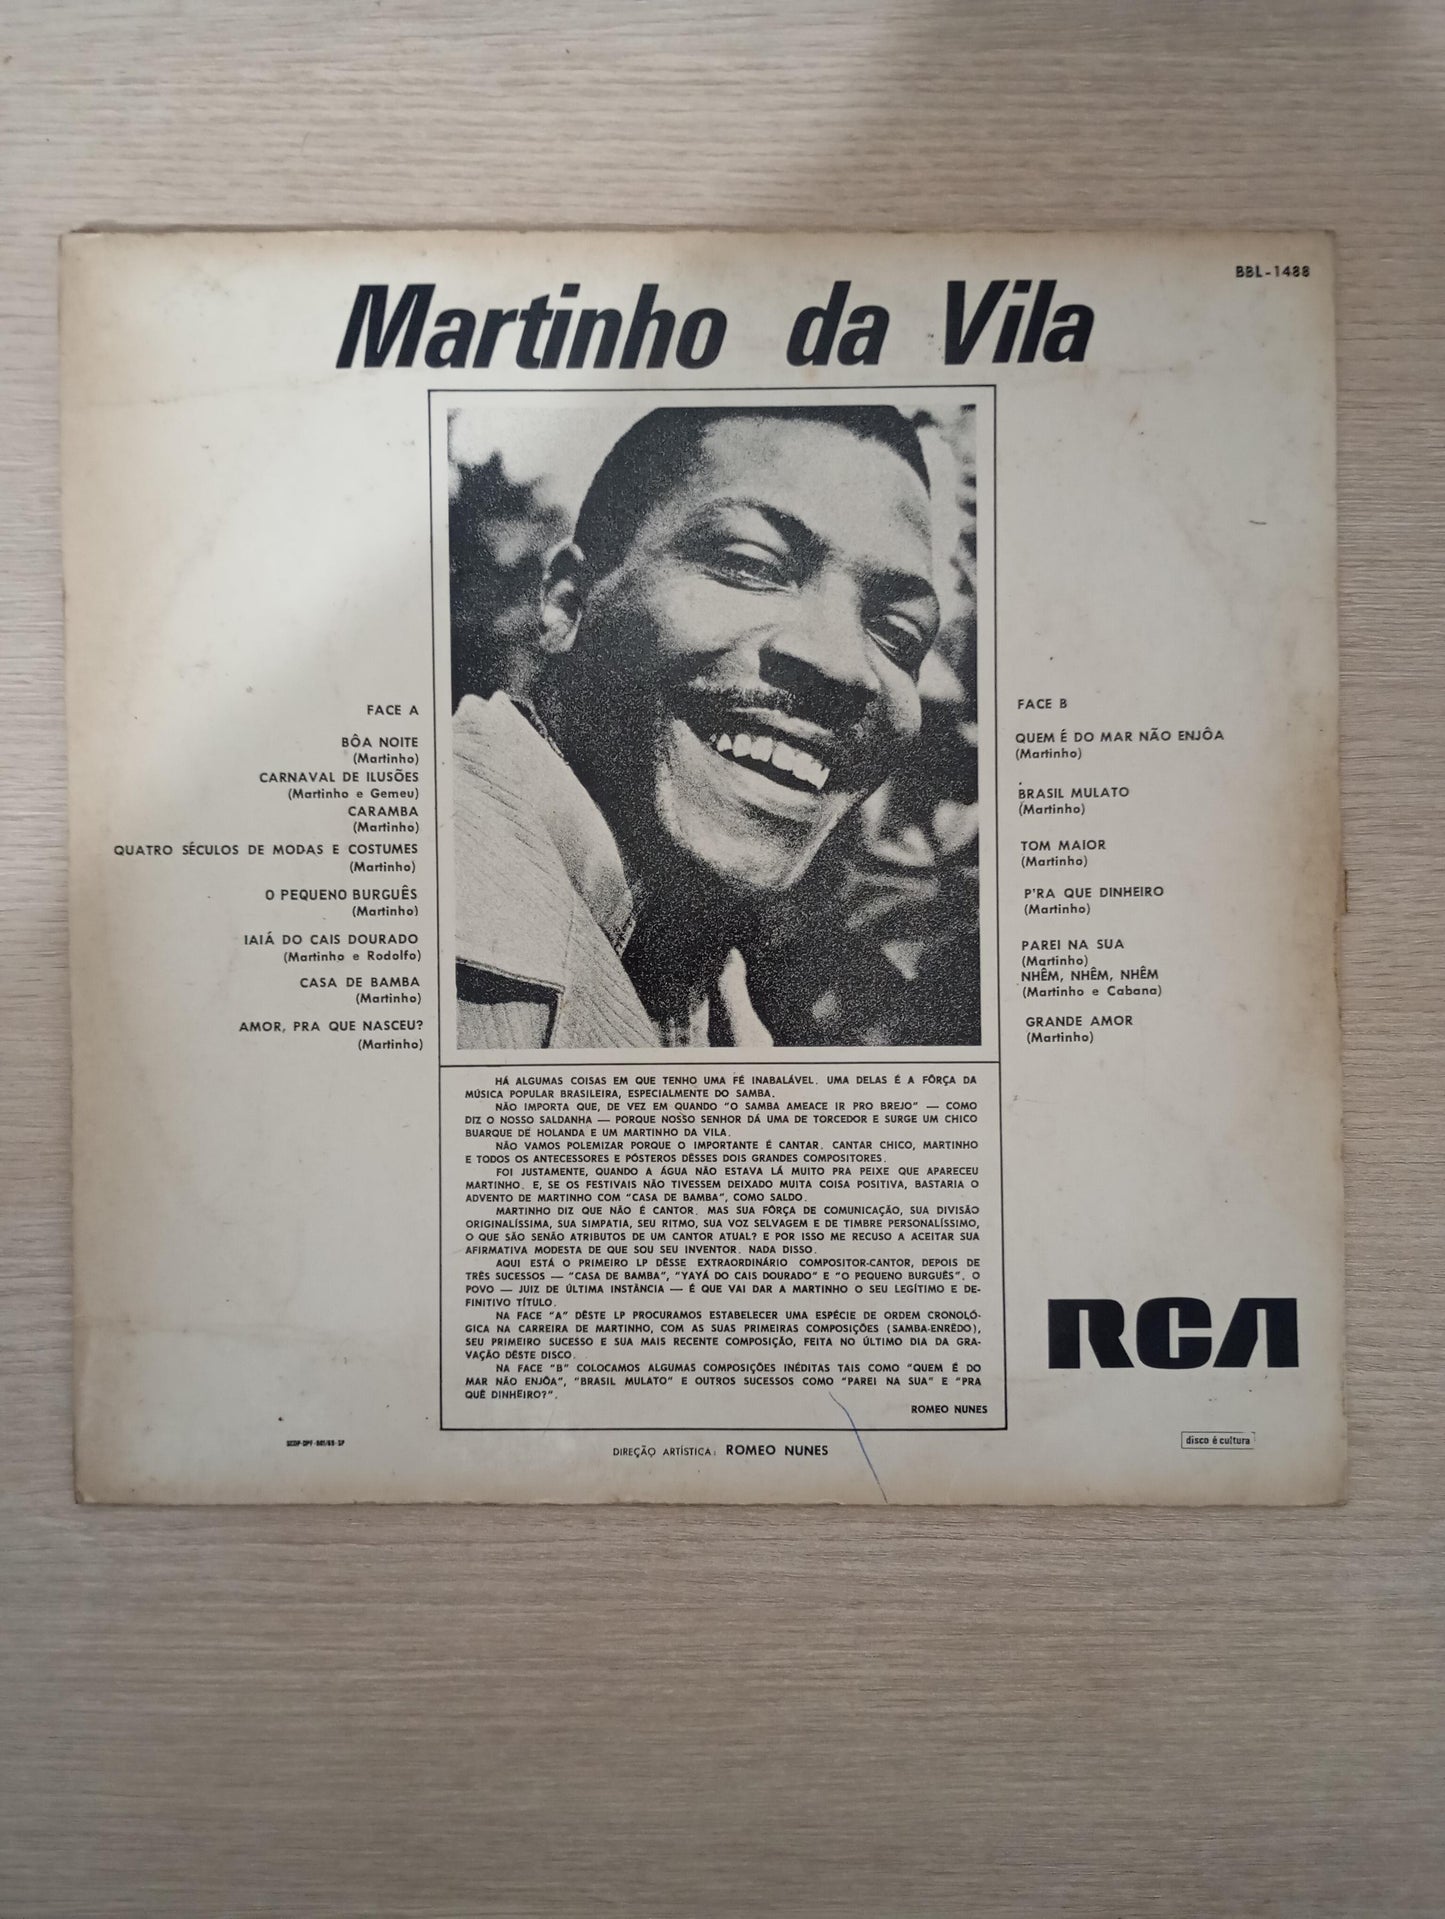 BBL-1488
Martinho da Vila
FACE A
BÔA NOITE
(Martinho)
CARNAVAL DE ILUSÕES
(Martinho e Gemeu)
CARAMBA
(Martinho)
QUATRO SÉCULOS DE MODAS E COSTUMES
(Martinho)
O PEQUENO BURGUÊS
(Martinho)
IAIÁ DO CAIS DOURADO
(Martinho e Rodolfo)
CASA DE BAMBA
(Martinho)
AMOR, PRA QUE NASCEU?
(Martinho)
FACE B
QUEM É DO MAR NÃO ENJÔA
(Martinho)
BRASIL MULATO
(Martinho)
TOM MAIOR
(Martinho)
P'RA QUE DINHEIRO
(Martinho)
PAREI NA SUA
(Martinho)
NHÊM, NHÊM, NHÊM
(Martinho e Cabana)
GRANDE AMOR
(Martinho)
HÁ ALGUMAS COISAS EM QUE TENHO UMA FÉ INABALÁVEL. UMA DELAS É A FÔRÇA DA
MÚSICA POPULAR BRASILEIRA, ESPECIALMENTE DO SAMBA.
NÃO IMPORTA QUE, DE VEZ EM QUANDO "O SAMBA AMEACE IR PRO BREJO" — COMO
DIZ O NOSSO SALDANHA — PORQUE NOSSO SENHOR DÁ UMA DE TORCEDOR E SURGE UM CHICO
BUARQUE DE HOLANDA E UM MARTINHO DA VILA.
NÃO VAMOS POLEMIZAR PORQUE O IMPORTANTE É CANTAR. CANTAR CHICO, MARTINHO
E TODOS OS ANTECESSORES E PÓSTEROS DÊSSES DOIS GRANDES COMPOSITORES.
FOI JUSTAMENTE, QUANDO A ÁGUA NÃO ESTAVA LÁ MUITO PRA PEIXE QUE APARECEU
MARTINHO. E, SE OS FESTIVAIS NÃO TIVESSEM DEIXADO MUITA COISA POSITIVA, BASTARIA O
ADVENTO DE MARTINHO COM "CASA DE BAMBA", COMO SALDO.
MARTINHO DIZ QUE NÃO É CANTOR. MAS SUA FÔRÇA DE COMUNICAÇÃO, SUA DIVISÃO
ORIGINALÍSSIMA, SUA SIMPATIA, SEU RITMO, SUA VOZ SELVAGEM E DE TIMBRE PERSONALÍSSIMO,
O QUE SÃO SENÃO ATRIBUTOS DE UM CANTOR ATUAL? E POR ISSO ME RECUSO A ACEITAR SUA
AFIRMATIVA MODESTA DE QUE SOU SEU INVENTOR. NADA DISSO.
AQUI ESTÁ O PRIMEIRO LP DÊSSE EXTRAORDINÁRIO COMPOSITOR-CANTOR, DEPOIS DE
TRÊS SUCESSOS — "CASA DE BAMBA", "YAYÁ DO CAIS DOURADO" E "O PEQUENO BURGUÊS". O
POVO — JUIZ DE ÚLTIMA INSTÂNCIA — É QUE VAI DAR A MARTINHO O SEU LEGÍTIMO E DE-
FINITIVO TÍTULO.
NA FACE "A" DÊSTE LP PROCURAMOS ESTABELECER UMA ESPÉCIE DE ORDEM CRONOLÓ-
GICA NA CARREIRA DE MARTINHO, COM AS SUAS PRIMEIRAS COMPOSIÇÕES (SAMBA-ENRÊDO),
SEU PRIMEIRO SUCESSO E SUA MAIS RECENTE COMPOSIÇÃO, FEITA NO ÚLTIMO DIA DA GRA-
VAÇÃO DÊSTE DISCO.
NA FACE "B" COLOCAMOS ALGUMAS COMPOSIÇÕES INÉDITAS TAIS COMO "QUEM É DO
MAR NÃO ENJÔA", "BRASIL MULATO" E OUTROS SUCESSOS COMO "PAREI NA SUA" E "PRA
QUÊ DINHEIRO?".
ROMEO NUNES
RCA
DIREÇÃO ARTÍSTICA: ROMEO NUNES
disco é cultura